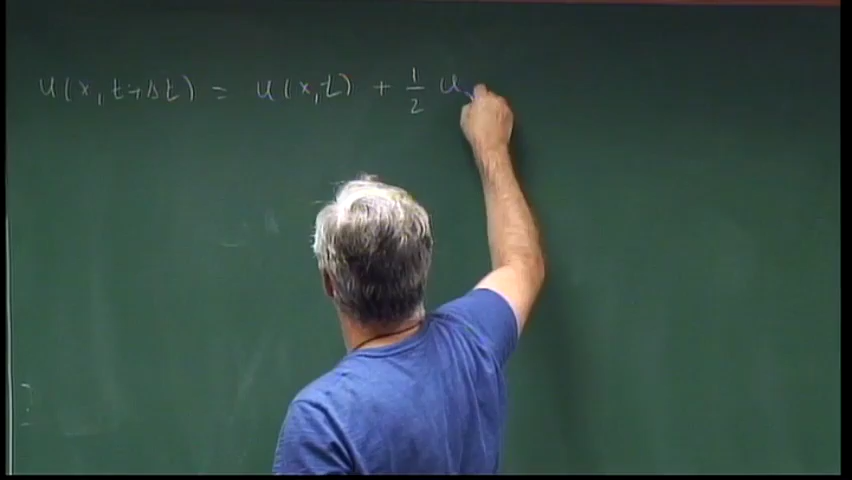 u(x, t+Δt) = u(x,t) + 1/2 u